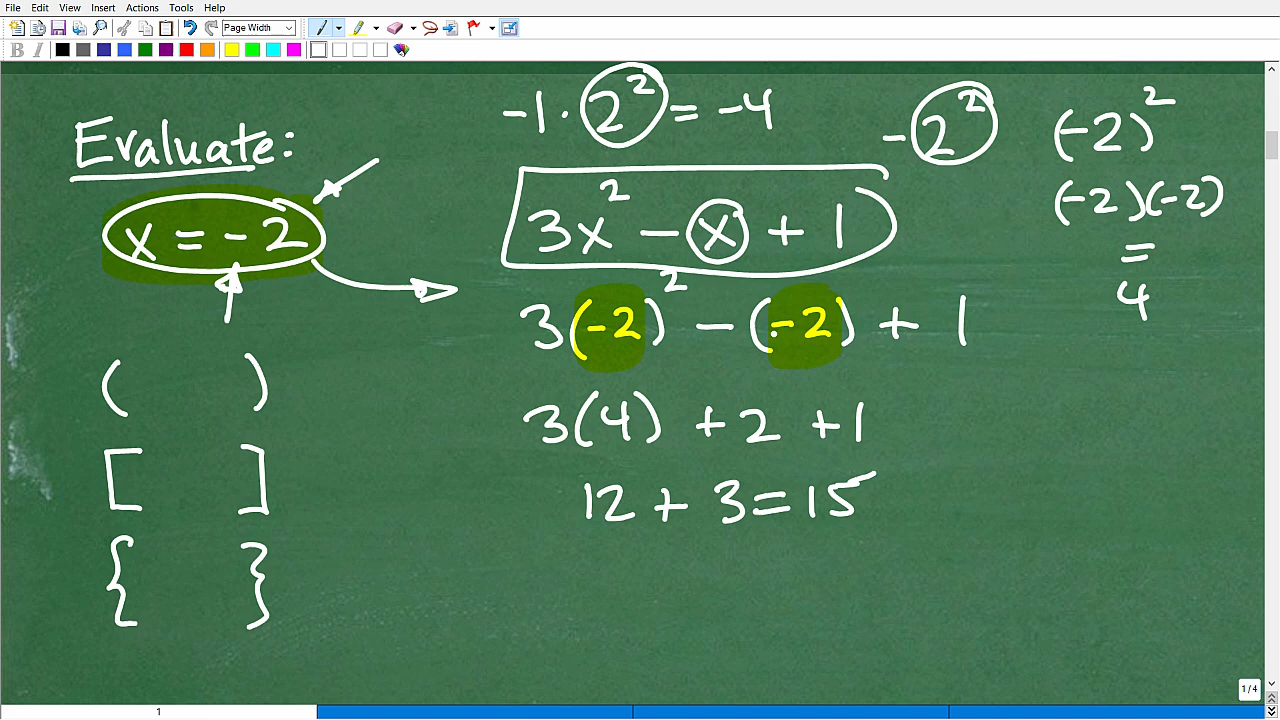 File Edit View Insert Actions Tools Help
Page Width
B I
-1 · 2² = -4
-2²
(-2)²
Evaluate:
(-2)(-2)
x = -2
3x² - x + 1
=
4
3(-2)² - (-2) + 1
( )
3(4) + 2 + 1
[ ]
12 + 3 = 15
{ }
1/4
1